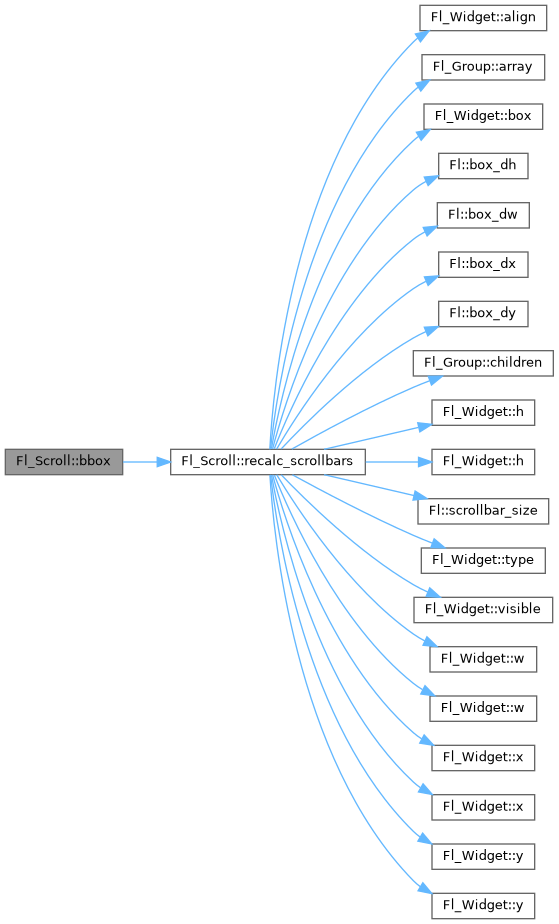 Fl_Scroll::bbox
Fl_Scroll::recalc_scrollbars
Fl_Widget::align
Fl_Group::array
Fl_Widget::box
Fl::box_dh
Fl::box_dw
Fl::box_dx
Fl::box_dy
Fl_Group::children
Fl_Widget::h
Fl_Widget::h
Fl::scrollbar_size
Fl_Widget::type
Fl_Widget::visible
Fl_Widget::w
Fl_Widget::w
Fl_Widget::x
Fl_Widget::x
Fl_Widget::y
Fl_Widget::y